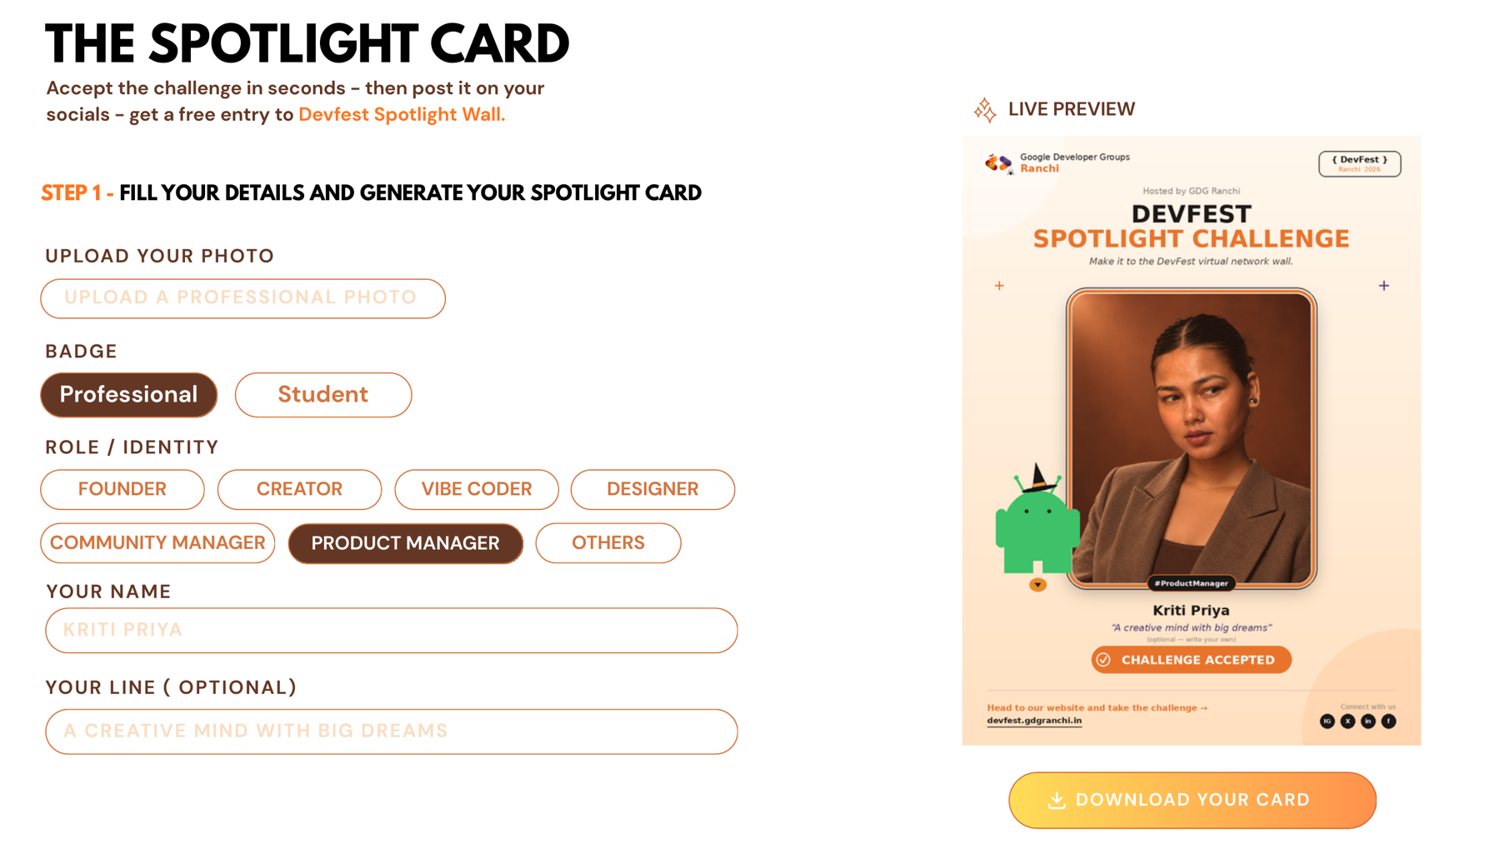 THE SPOTLIGHT CARD
Accept the challenge in seconds - then post it on your
socials - get a free entry to Devfest Spotlight Wall.
STEP 1 - FILL YOUR DETAILS AND GENERATE YOUR SPOTLIGHT CARD
UPLOAD YOUR PHOTO
UPLOAD A PROFESSIONAL PHOTO
BADGE
Professional
Student
ROLE / IDENTITY
FOUNDER
CREATOR
VIBE CODER
DESIGNER
COMMUNITY MANAGER
PRODUCT MANAGER
OTHERS
YOUR NAME
KRITI PRIYA
YOUR LINE ( OPTIONAL)
A CREATIVE MIND WITH BIG DREAMS
LIVE PREVIEW
Google Developer Groups
Ranchi
{ DevFest }
Ranchi 2026
Hosted by GDG Ranchi
DEVFEST
SPOTLIGHT CHALLENGE
Make it to the DevFest virtual network wall.
#ProductManager
Kriti Priya
"A creative mind with big dreams"
(optional — write your own)
CHALLENGE ACCEPTED
Head to our website and take the challenge →
devfest.gdgranchi.in
Connect with us
IG X in f
DOWNLOAD YOUR CARD